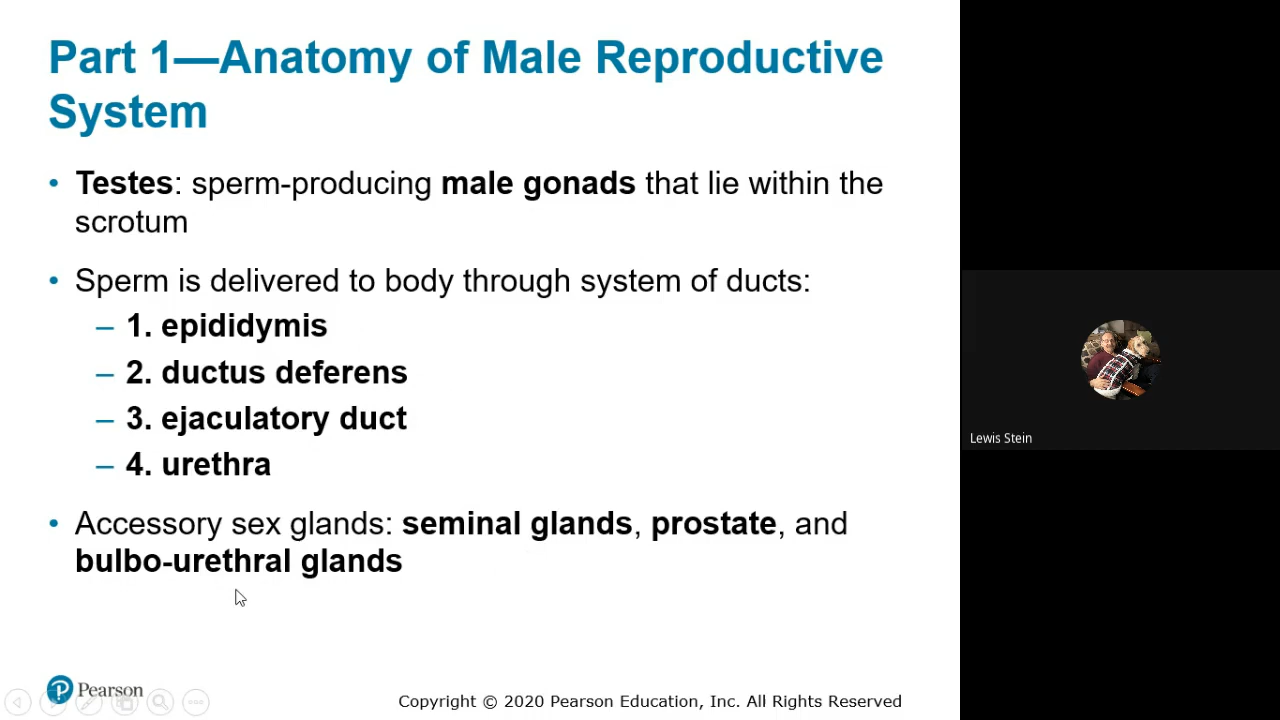 Part 1—Anatomy of Male Reproductive
System
• Testes: sperm-producing male gonads that lie within the
scrotum
• Sperm is delivered to body through system of ducts:
– 1. epididymis
– 2. ductus deferens
– 3. ejaculatory duct
– 4. urethra
• Accessory sex glands: seminal glands, prostate, and
bulbo-urethral glands
Pearson
Copyright © 2020 Pearson Education, Inc. All Rights Reserved
Lewis Stein